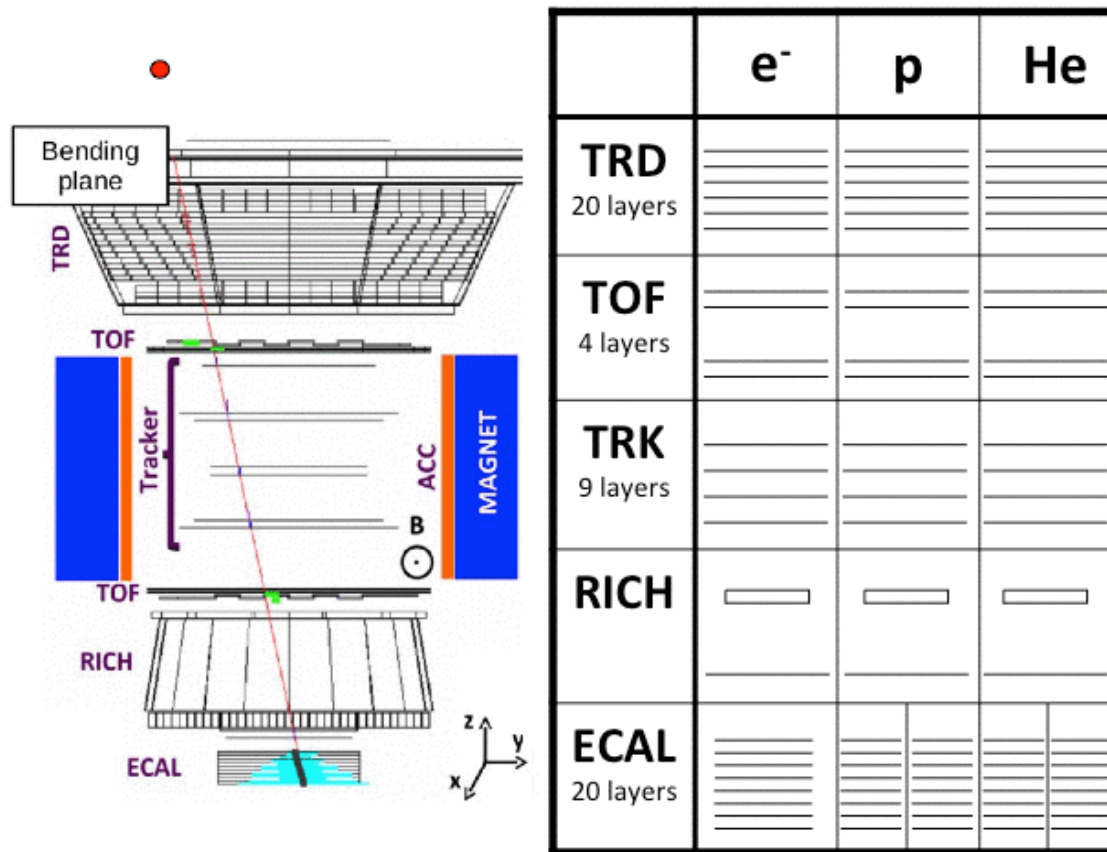 Bending
plane
TRD
TOF
Tracker
ACC
MAGNET
B
TOF
RICH
ECAL
z
y
x
e⁻ p He
TRD
20 layers
TOF
4 layers
TRK
9 layers
RICH
ECAL
20 layers